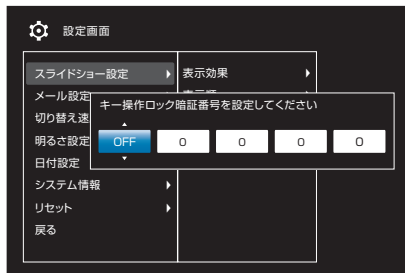 設定画面
スライドショー設定
表示効果
メール設定
キー操作ロック暗証番号を設定してください
切り替え速
明るさ設定
OFF 0 0 0 0
日付設定
システム情報
リセット
戻る